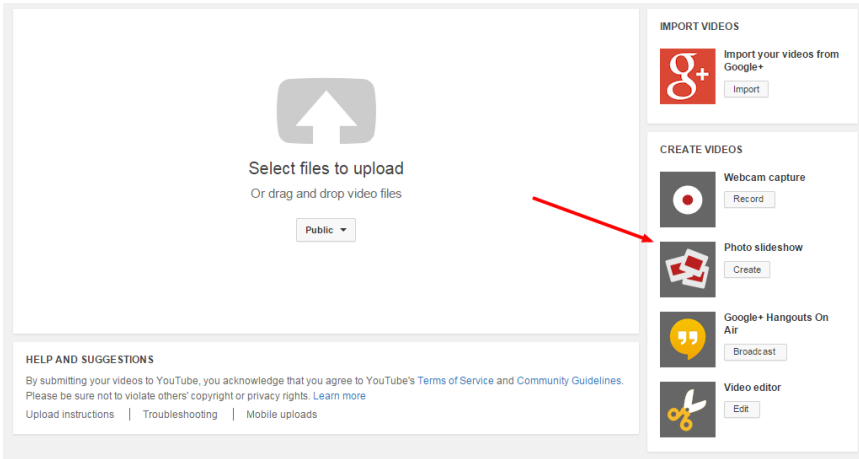 Select files to upload
Or drag and drop video files
Public
HELP AND SUGGESTIONS
By submitting your videos to YouTube, you acknowledge that you agree to YouTube's Terms of Service and Community Guidelines.
Please be sure not to violate others' copyright or privacy rights. Learn more
Upload instructions | Troubleshooting | Mobile uploads
IMPORT VIDEOS
g+
Import your videos from
Google+
Import
CREATE VIDEOS
Webcam capture
Record
Photo slideshow
Create
Google+ Hangouts On
Air
Broadcast
Video editor
Edit